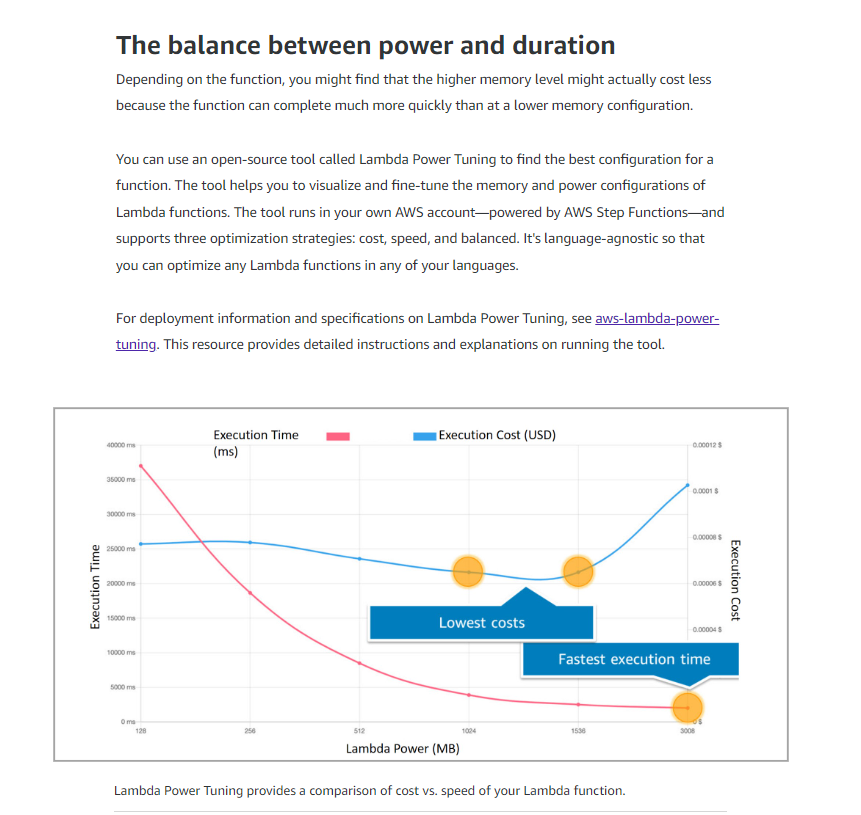 The balance between power and duration
Depending on the function, you might find that the higher memory level might actually cost less
because the function can complete much more quickly than at a lower memory configuration.
You can use an open-source tool called Lambda Power Tuning to find the best configuration for a
function. The tool helps you to visualize and fine-tune the memory and power configurations of
Lambda functions. The tool runs in your own AWS account—powered by AWS Step Functions—and
supports three optimization strategies: cost, speed, and balanced. It's language-agnostic so that
you can optimize any Lambda functions in any of your languages.
For deployment information and specifications on Lambda Power Tuning, see aws-lambda-power-
tuning. This resource provides detailed instructions and explanations on running the tool.
Execution Time
(ms)
Execution Cost (USD)
40000 ms
35000 ms
30000 ms
25000 ms
20000 ms
15000 ms
10000 ms
5000 ms
0 ms
Execution Time
0.00012 $
0.0001 $
0.00008 $
0.00006 $
0.00004 $
$
Execution Cost
Lowest costs
Fastest execution time
128
256
512
1024
1536
3008
Lambda Power (MB)
Lambda Power Tuning provides a comparison of cost vs. speed of your Lambda function.